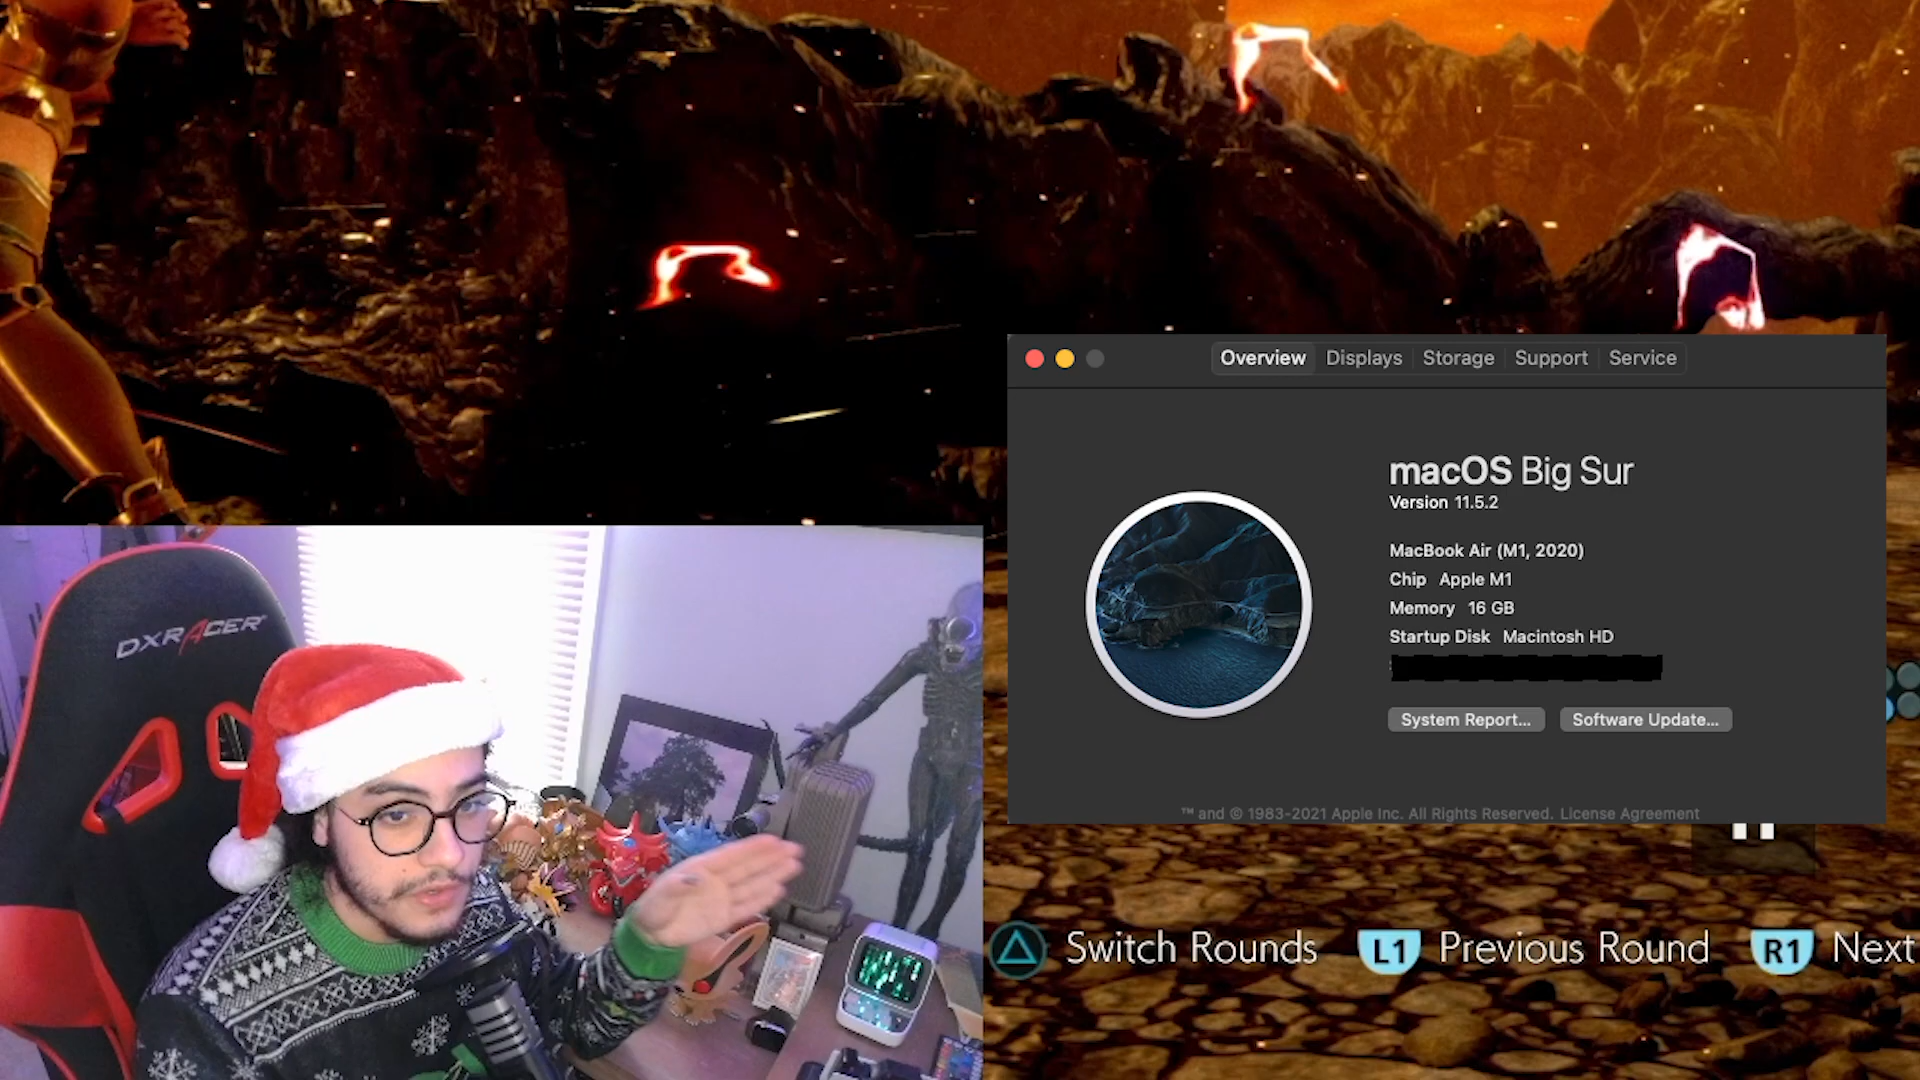 Overview Displays Storage Support Service
macOS Big Sur
Version 11.5.2
MacBook Air (M1, 2020)
Chip Apple M1
Memory 16 GB
Startup Disk Macintosh HD
System Report...
Software Update...
™ and © 1983-2021 Apple Inc. All Rights Reserved. License Agreement
DXRACER
Switch Rounds L1 Previous Round R1 Next